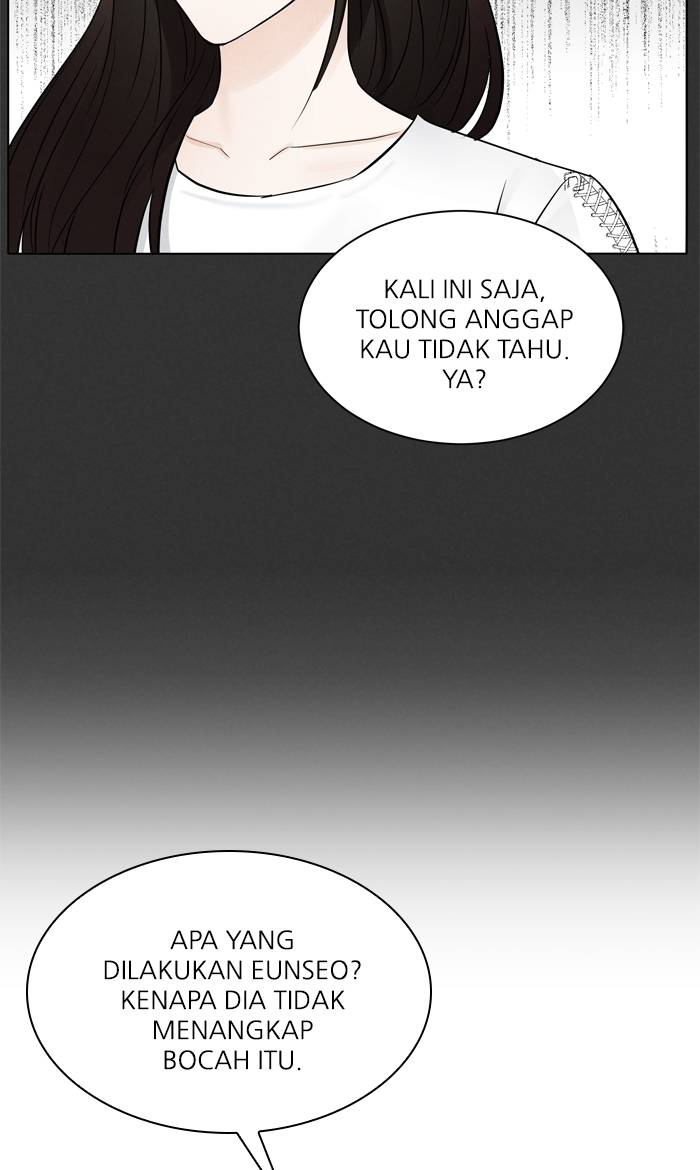 KALI INI SAJA,
TOLONG ANGGAP
KAU TIDAK TAHU.
YA?
APA YANG
DILAKUKAN EUNSEO?
KENAPA DIA TIDAK
MENANGKAP
BOCAH ITU.